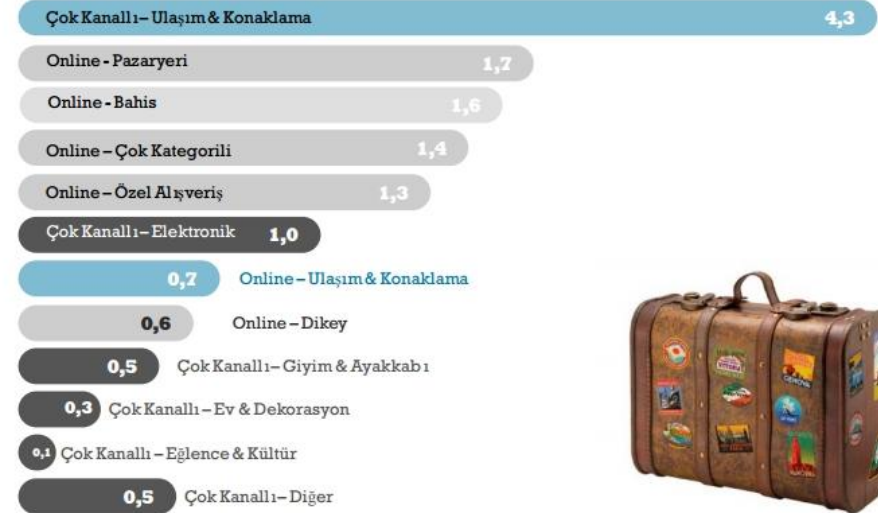 Çok Kanallı – Ulaşım & Konaklama 4,3
Online - Pazaryeri 1,7
Online - Bahis 1,6
Online – Çok Kategorili 1,4
Online – Özel Alışveriş 1,3
Çok Kanallı – Elektronik 1,0
0,7 Online – Ulaşım & Konaklama
0,6 Online – Dikey
0,5 Çok Kanallı – Giyim & Ayakkabı
0,3 Çok Kanallı – Ev & Dekorasyon
0,1 Çok Kanallı – Eğlence & Kültür
0,5 Çok Kanallı – Diğer